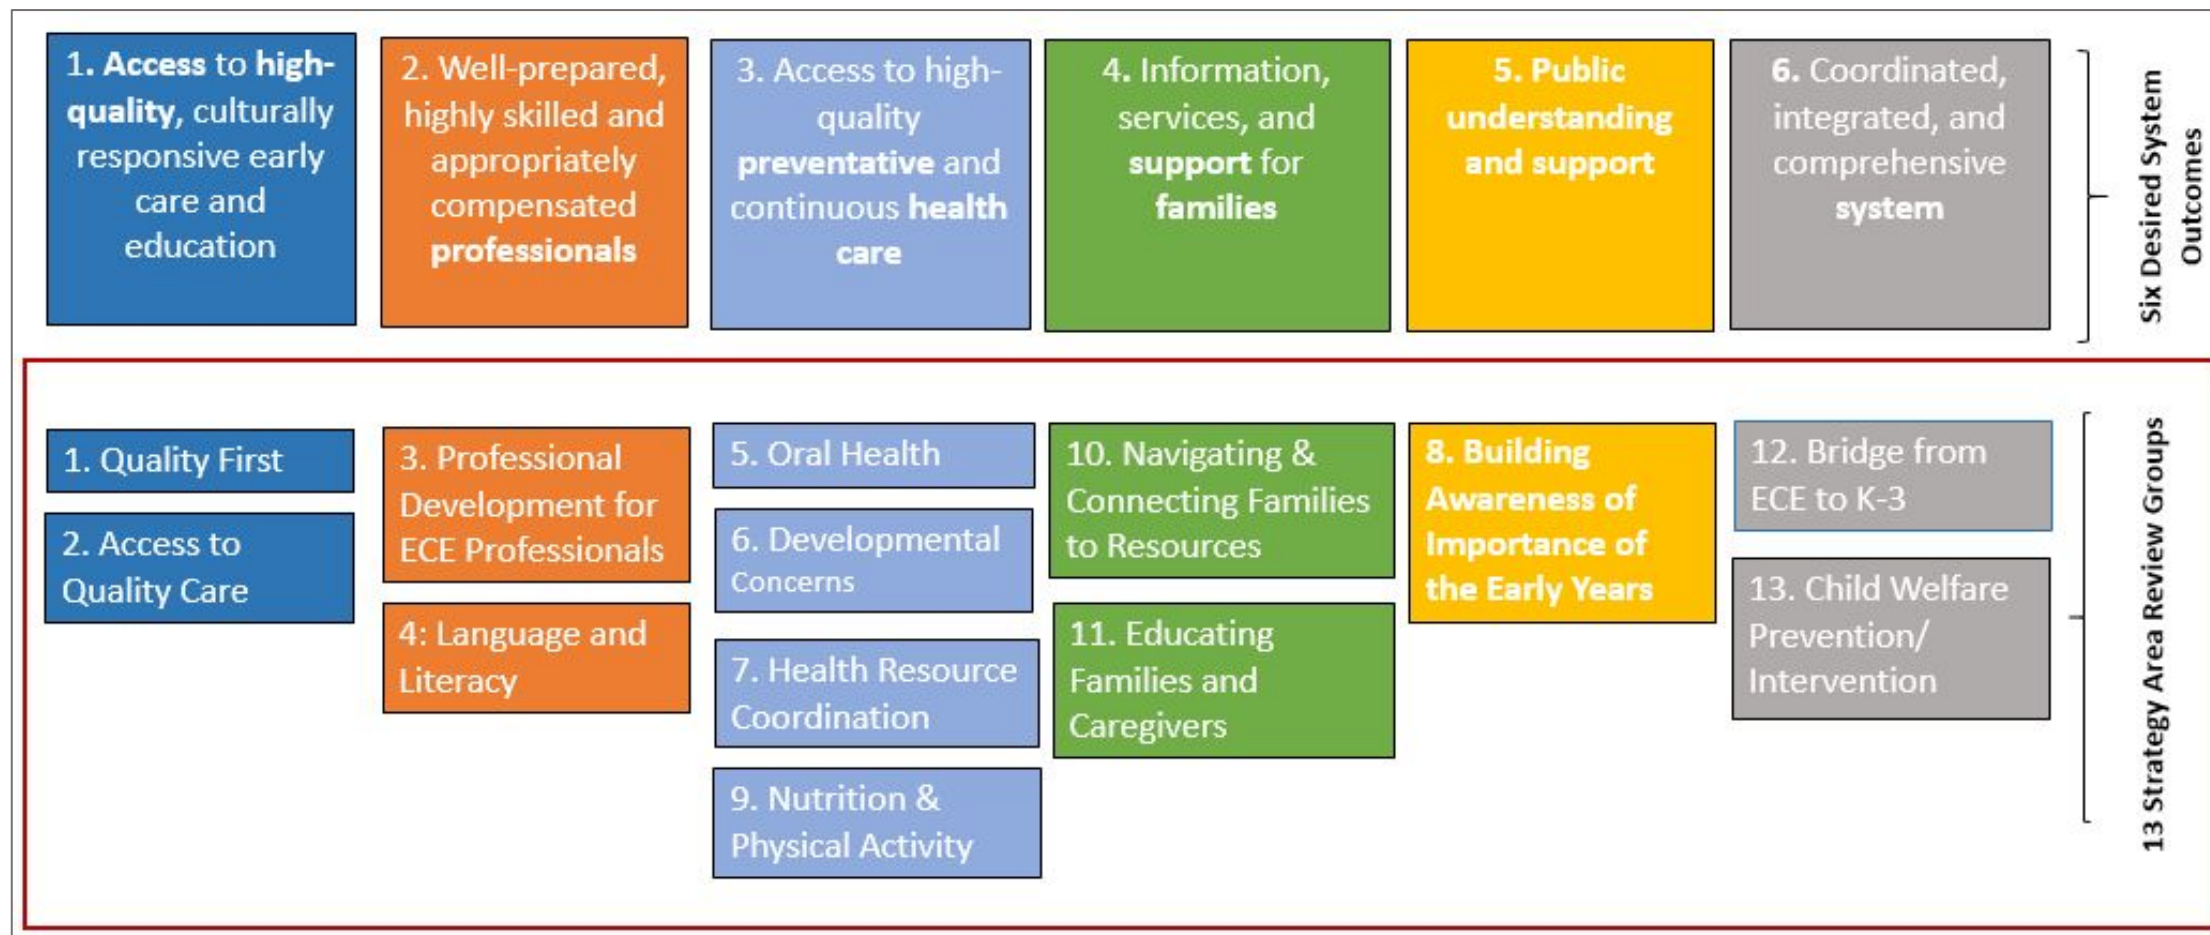 1. Access to high-
quality, culturally
responsive early
care and
education
2. Well-prepared,
highly skilled and
appropriately
compensated
professionals
3. Access to high-
quality
preventative and
continuous health
care
4. Information,
services, and
support for
families
5. Public
understanding
and support
6. Coordinated,
integrated, and
comprehensive
system
Six Desired System
Outcomes
1. Quality First
2. Access to
Quality Care
3. Professional
Development for
ECE Professionals
4: Language and
Literacy
5. Oral Health
6. Developmental
Concerns
7. Health Resource
Coordination
9. Nutrition &
Physical Activity
10. Navigating &
Connecting Families
to Resources
11. Educating
Families and
Caregivers
8. Building
Awareness of
Importance of
the Early Years
12. Bridge from
ECE to K-3
13. Child Welfare
Prevention/
Intervention
13 Strategy Area Review Groups